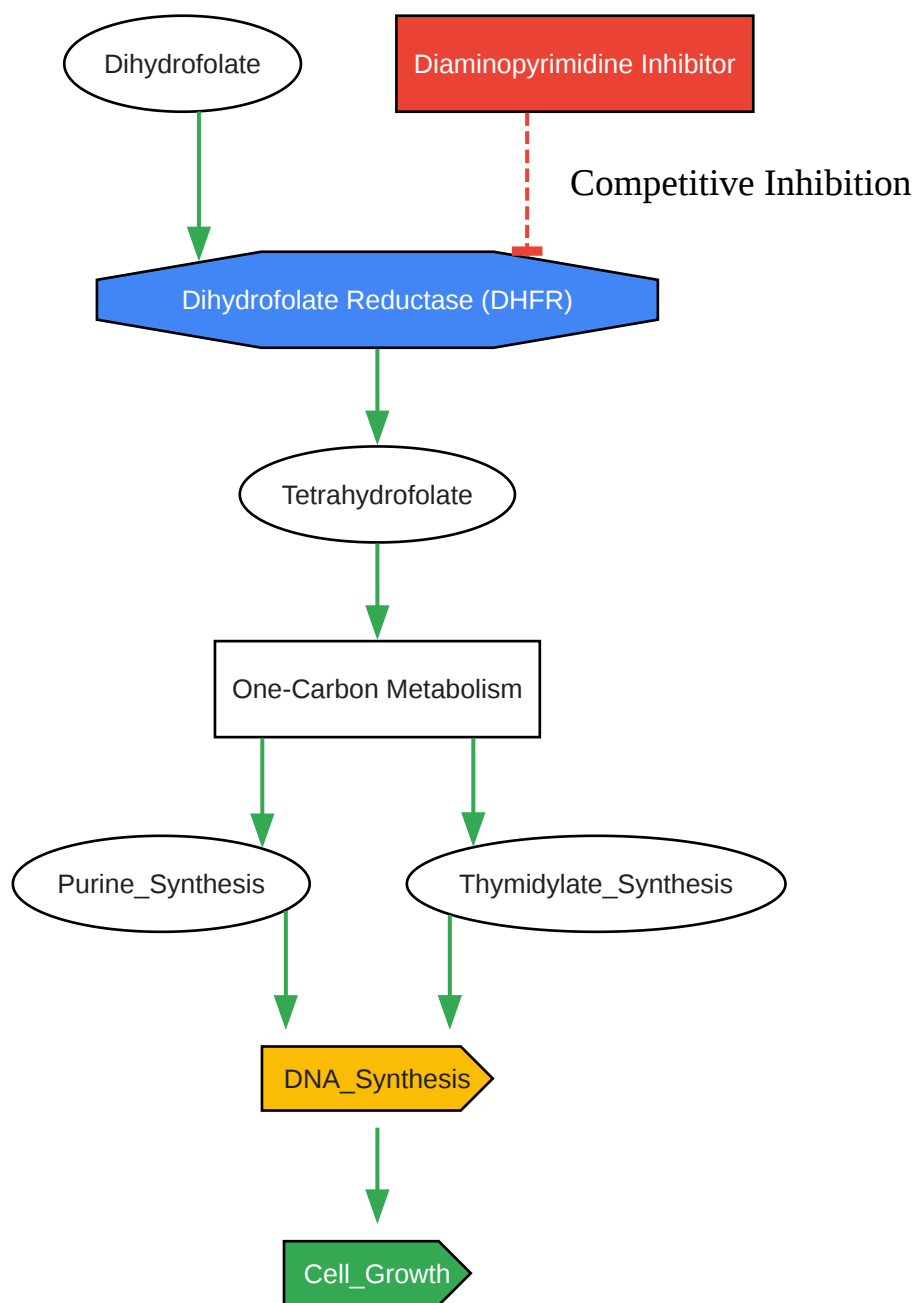 Dihydrofolate
Diaminopyrimidine Inhibitor
Competitive Inhibition
Dihydrofolate Reductase (DHFR)
Tetrahydrofolate
One-Carbon Metabolism
Purine_Synthesis
Thymidylate_Synthesis
DNA_Synthesis
Cell_Growth